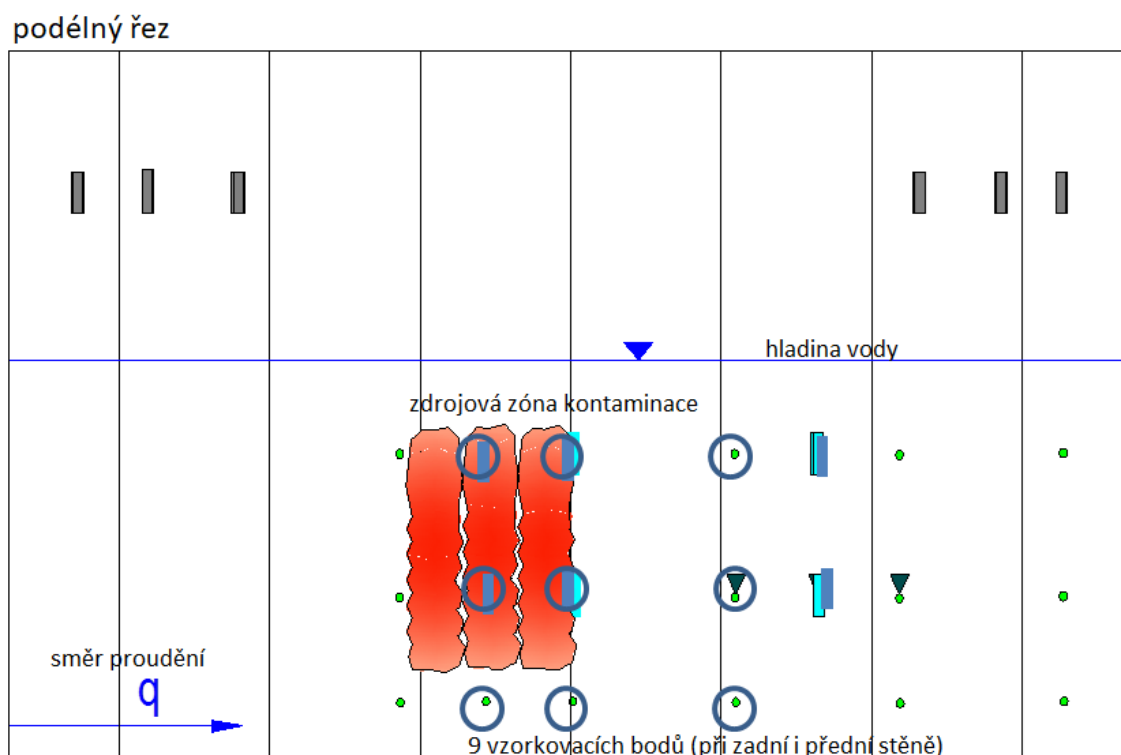 podélný řez
hladina vody
zdrojová zóna kontaminace
směr proudění
q
9 vzorkovacích bodů (při zadní i přední stěně)